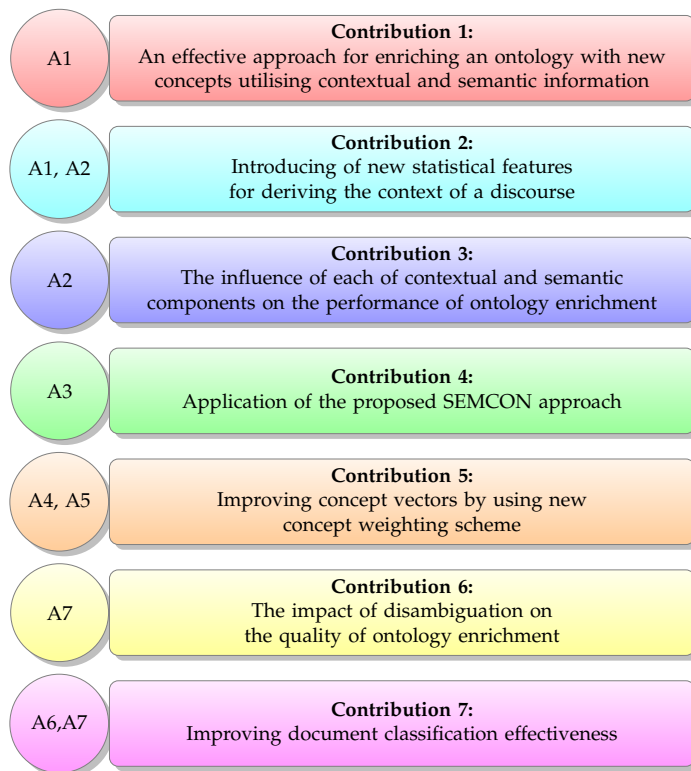 A1
Contribution 1:
An effective approach for enriching an ontology with new
concepts utilising contextual and semantic information
A1, A2
Contribution 2:
Introducing of new statistical features
for deriving the context of a discourse
A2
Contribution 3:
The influence of each of contextual and semantic
components on the performance of ontology enrichment
A3
Contribution 4:
Application of the proposed SEMCON approach
A4, A5
Contribution 5:
Improving concept vectors by using new
concept weighting scheme
A7
Contribution 6:
The impact of disambiguation on
the quality of ontology enrichment
A6,A7
Contribution 7:
Improving document classification effectiveness